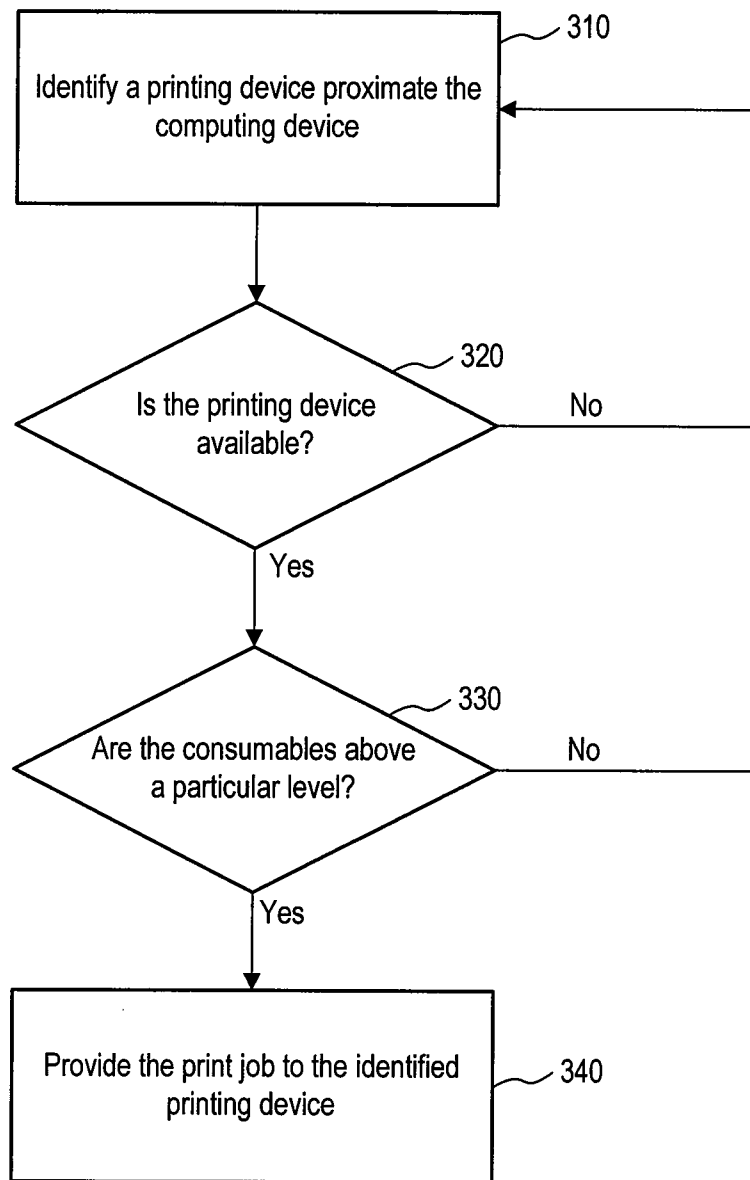 310
Identify a printing device proximate the
computing device
320
Is the printing device
available?
No
Yes
330
Are the consumables above
a particular level?
No
Yes
Provide the print job to the identified
printing device
340